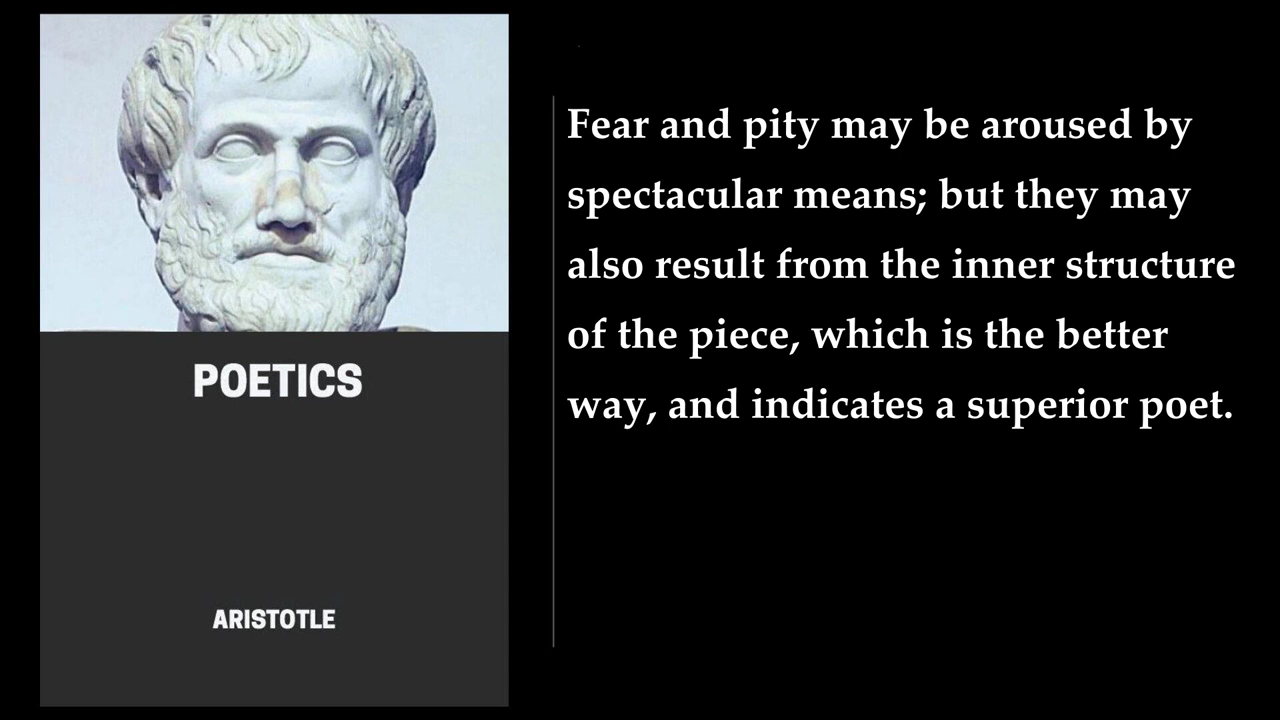 POETICS
ARISTOTLE
Fear and pity may be aroused by
spectacular means; but they may
also result from the inner structure
of the piece, which is the better
way, and indicates a superior poet.